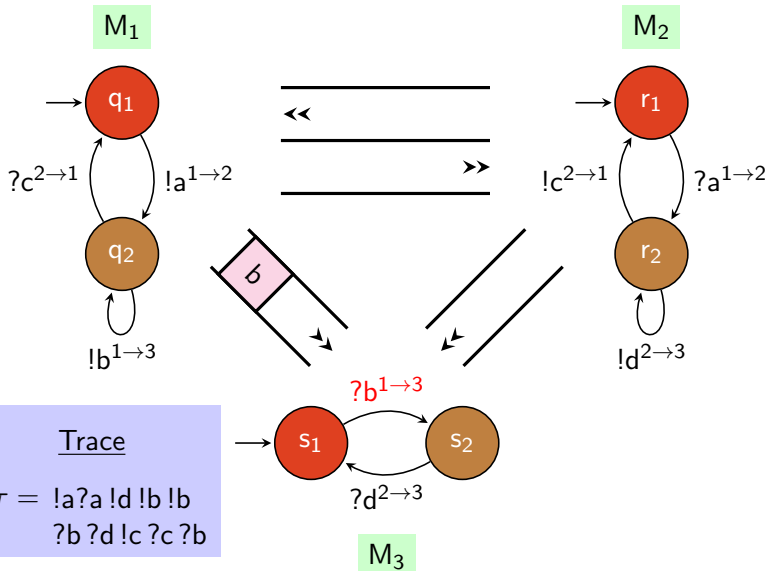 M₁
M₂
q₁
r₁
?c²→¹
!a¹→²
!c²→¹
?a¹→²
q₂
r₂
b
!b¹→³
!d²→³
?b¹→³
s₁
s₂
?d²→³
Trace
= !a?a !d !b !b
?b ?d !c ?c ?b
M₃